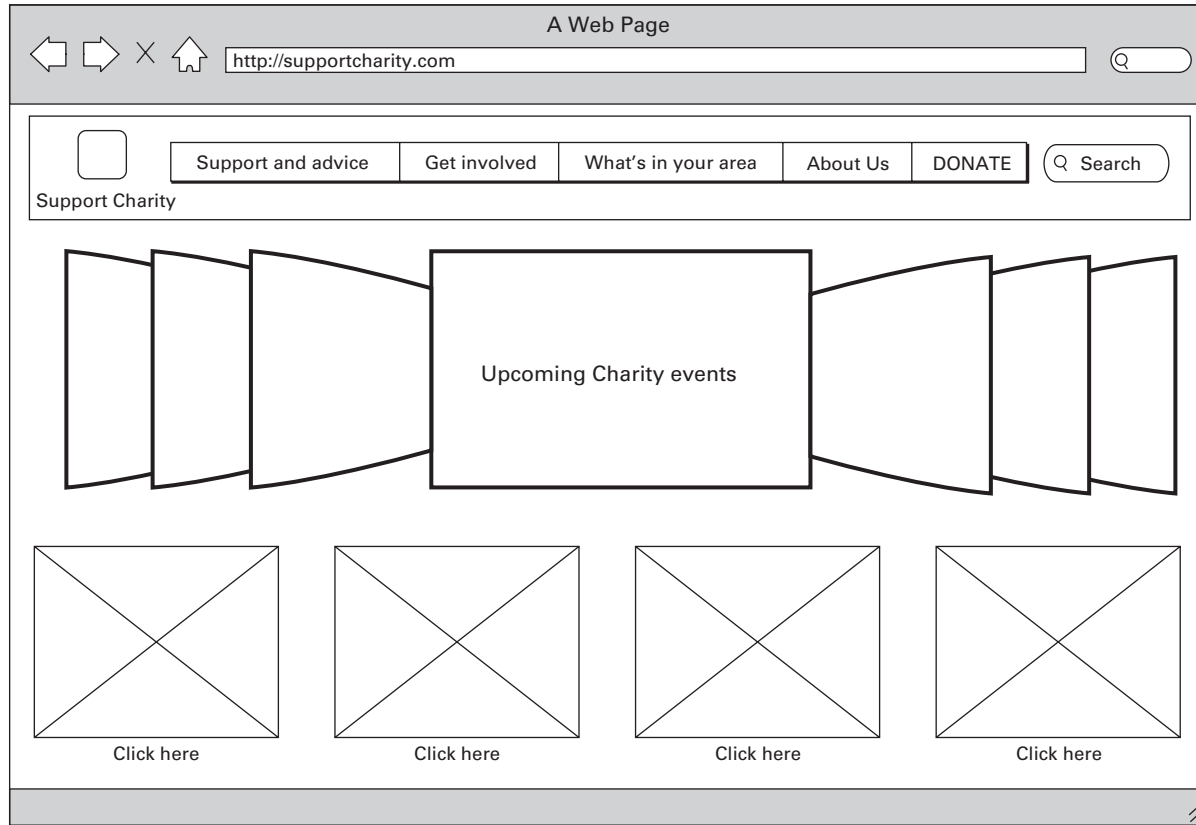 A Web Page
http://supportcharity.com
Support and advice Get involved What's in your area About Us DONATE Search
Support Charity
Upcoming Charity events
Click here Click here Click here Click here